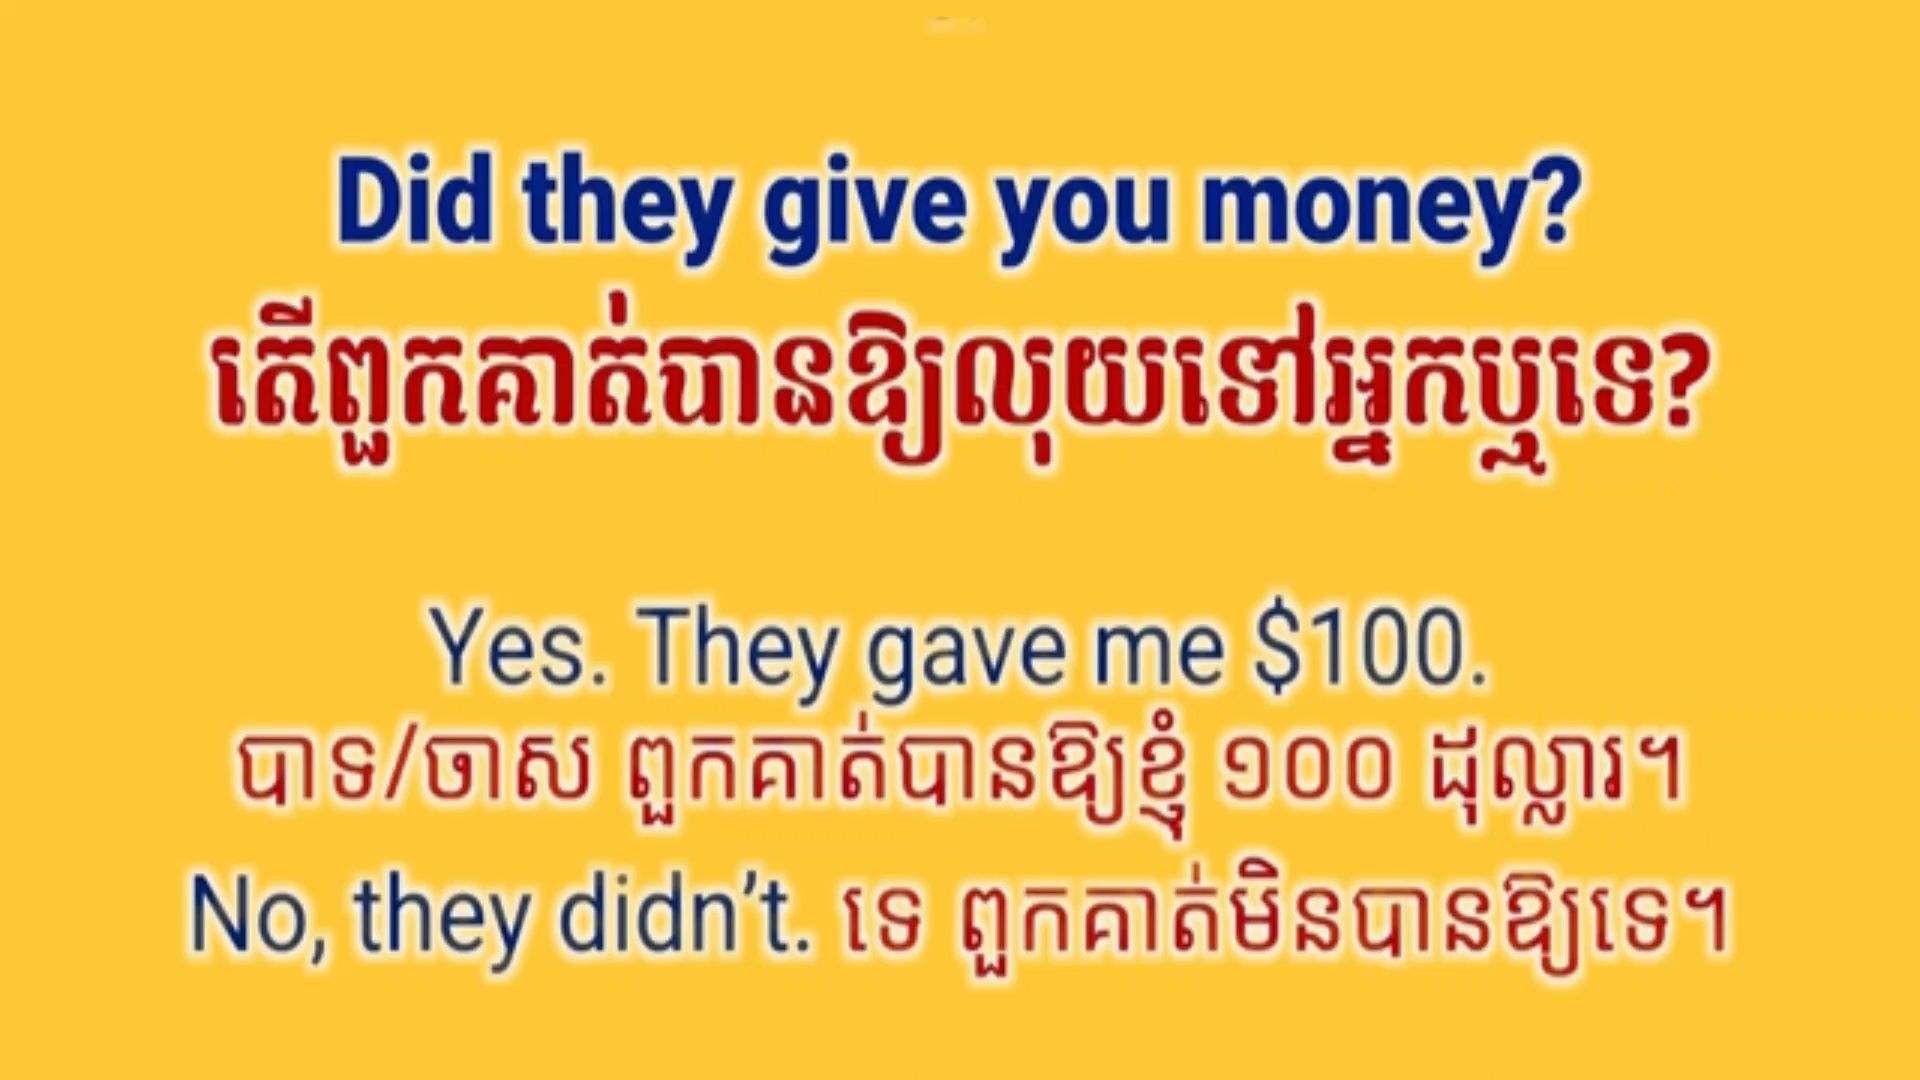 Did they give you money?
តើពួកគាត់បានឱ្យលុយទៅអ្នកឬទេ?
Yes. They gave me $100.
បាទ/ចាស ពួកគាត់បានឱ្យខ្ញុំ ១០០ ដុល្លារ។
No, they didn’t. ទេ ពួកគាត់មិនបានឱ្យទេ។